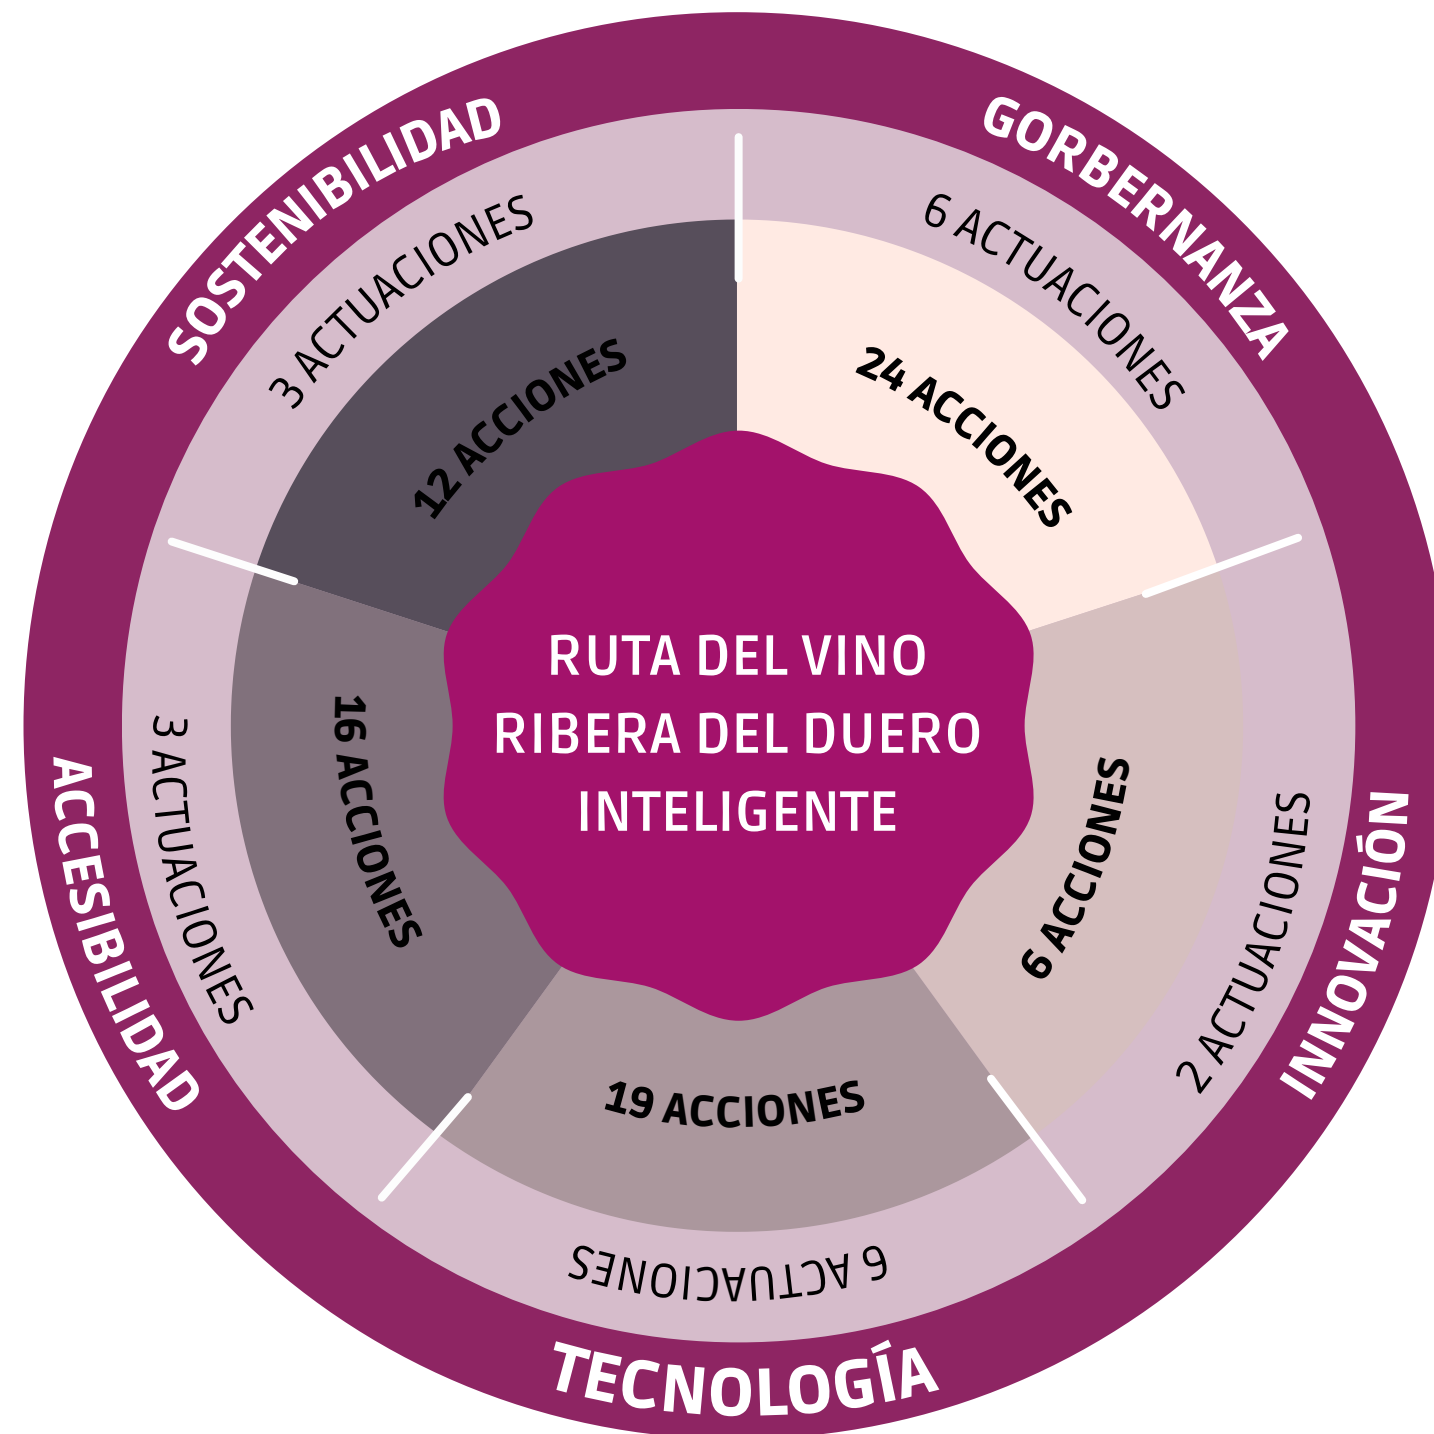 SOSTENIBILIDAD
3 ACTUACIONES
12 ACCIONES
GORBERNANZA
6 ACTUACIONES
24 ACCIONES
INNOVACIÓN
2 ACTUACIONES
6 ACCIONES
TECNOLOGÍA
6 ACTUACIONES
19 ACCIONES
ACCESIBILIDAD
3 ACTUACIONES
16 ACCIONES
RUTA DEL VINO
RIBERA DEL DUERO
INTELIGENTE